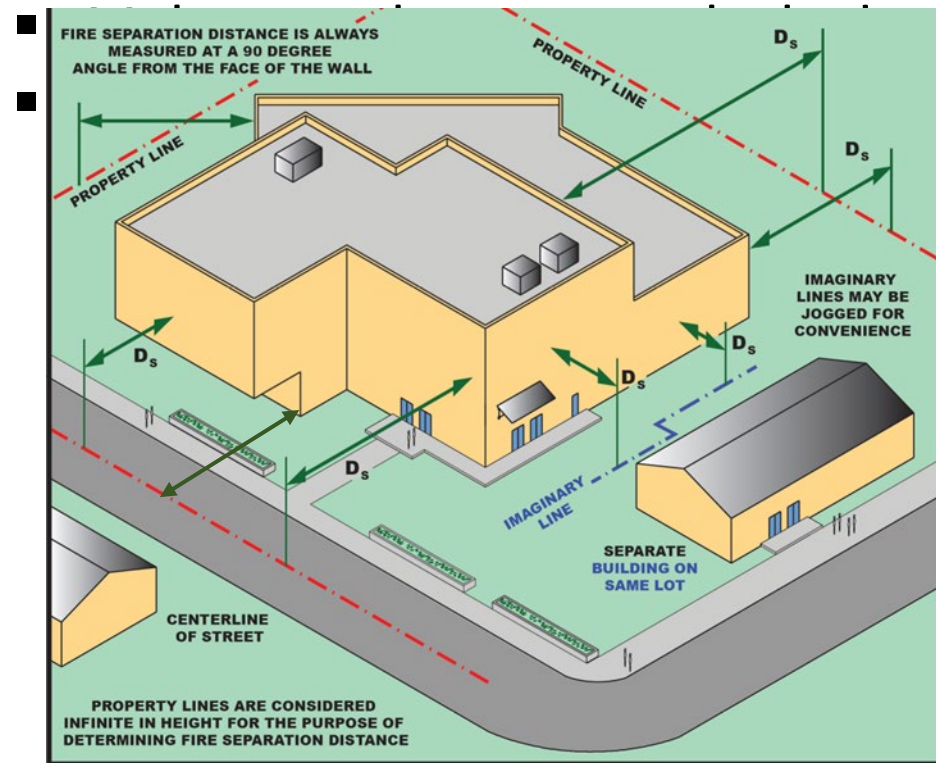 FIRE SEPARATION DISTANCE IS ALWAYS
MEASURED AT A 90 DEGREE
ANGLE FROM THE FACE OF THE WALL
PROPERTY LINE
PROPERTY LINE
Ds
Ds
IMAGINARY
LINES MAY BE
JOGGED FOR
CONVENIENCE
Ds
Ds
Ds
Ds
IMAGINARY
LINE
SEPARATE
BUILDING ON
SAME LOT
CENTERLINE
OF STREET
PROPERTY LINES ARE CONSIDERED
INFINITE IN HEIGHT FOR THE PURPOSE OF
DETERMINING FIRE SEPARATION DISTANCE